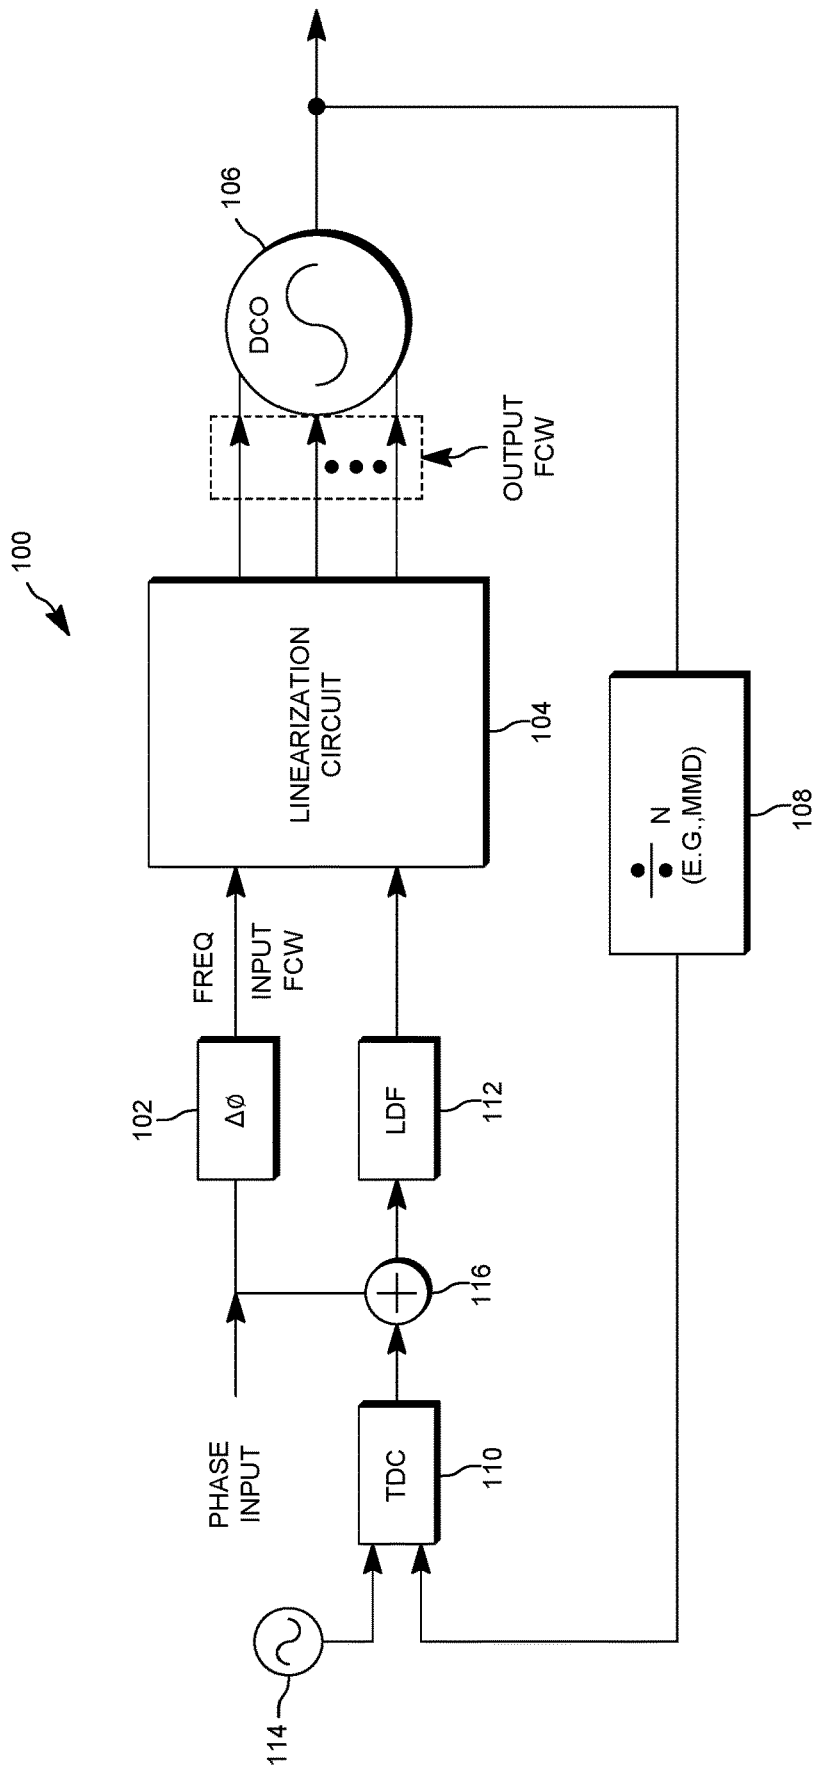 100
106
DCO
OUTPUT
FCW
LINEARIZATION
CIRCUIT
104
FREQ
INPUT
FCW
102
Δø
LDF
112
116
PHASE
INPUT
TDC
110
114
N
(E.G.,MMD)
108